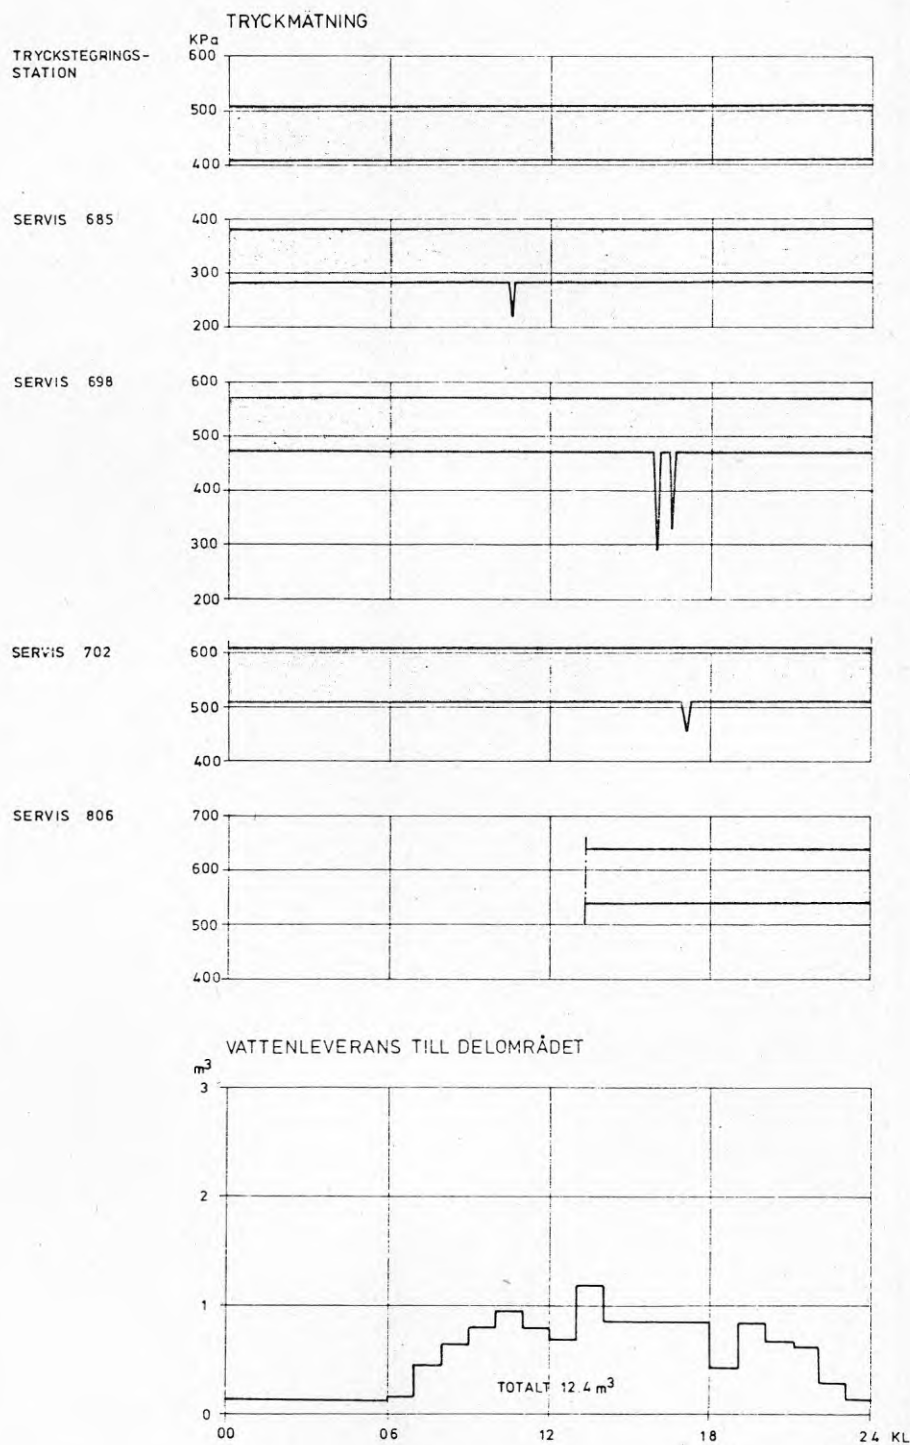 TRYCKMÄTNING
KPa
TRYCKSTEGRINGS-
STATION
600
500
400
SERVIS 685
400
300
200
SERVIS 698
600
500
400
300
200
SERVIS 702
600
500
400
SERVIS 806
700
600
500
400
VATTENLEVERANS TILL DELOMRÅDET
m³
3
2
1
0
TOTALT 12.4 m³
00 06 12 18 24 KL